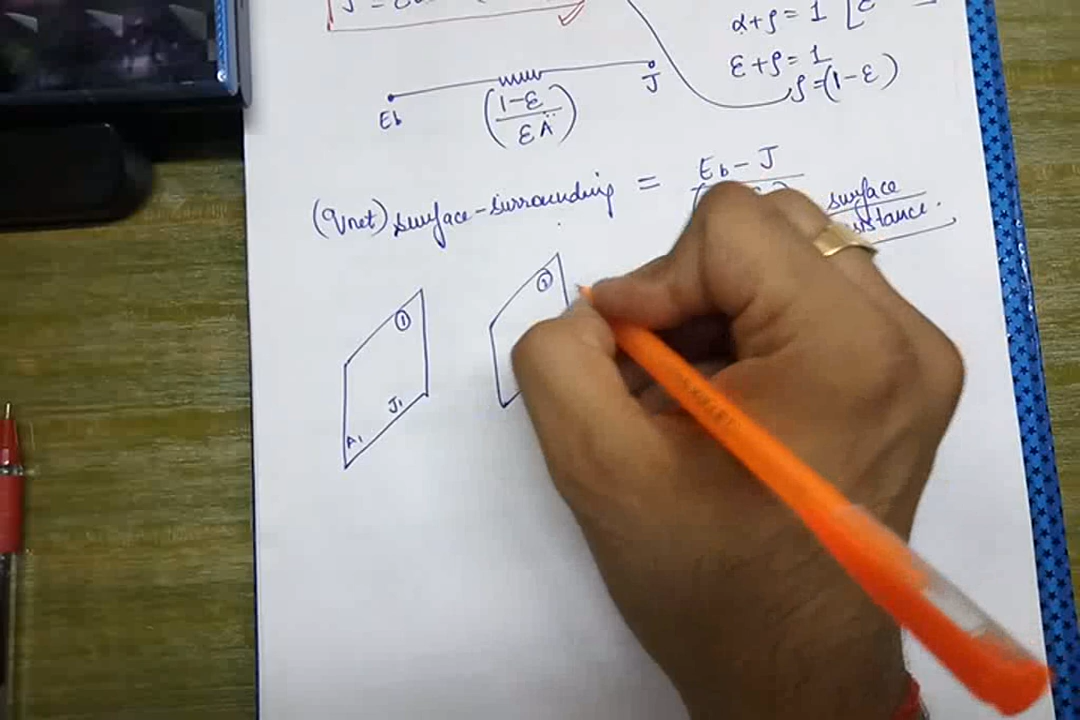 J =
α+ρ = 1 [ε
ε+ρ = 1
ρ=(1-ε)
Eb
J
(1-ε / εA)
(qnet) surface-surrounding = Eb - J
surface
①
②
J1
A1